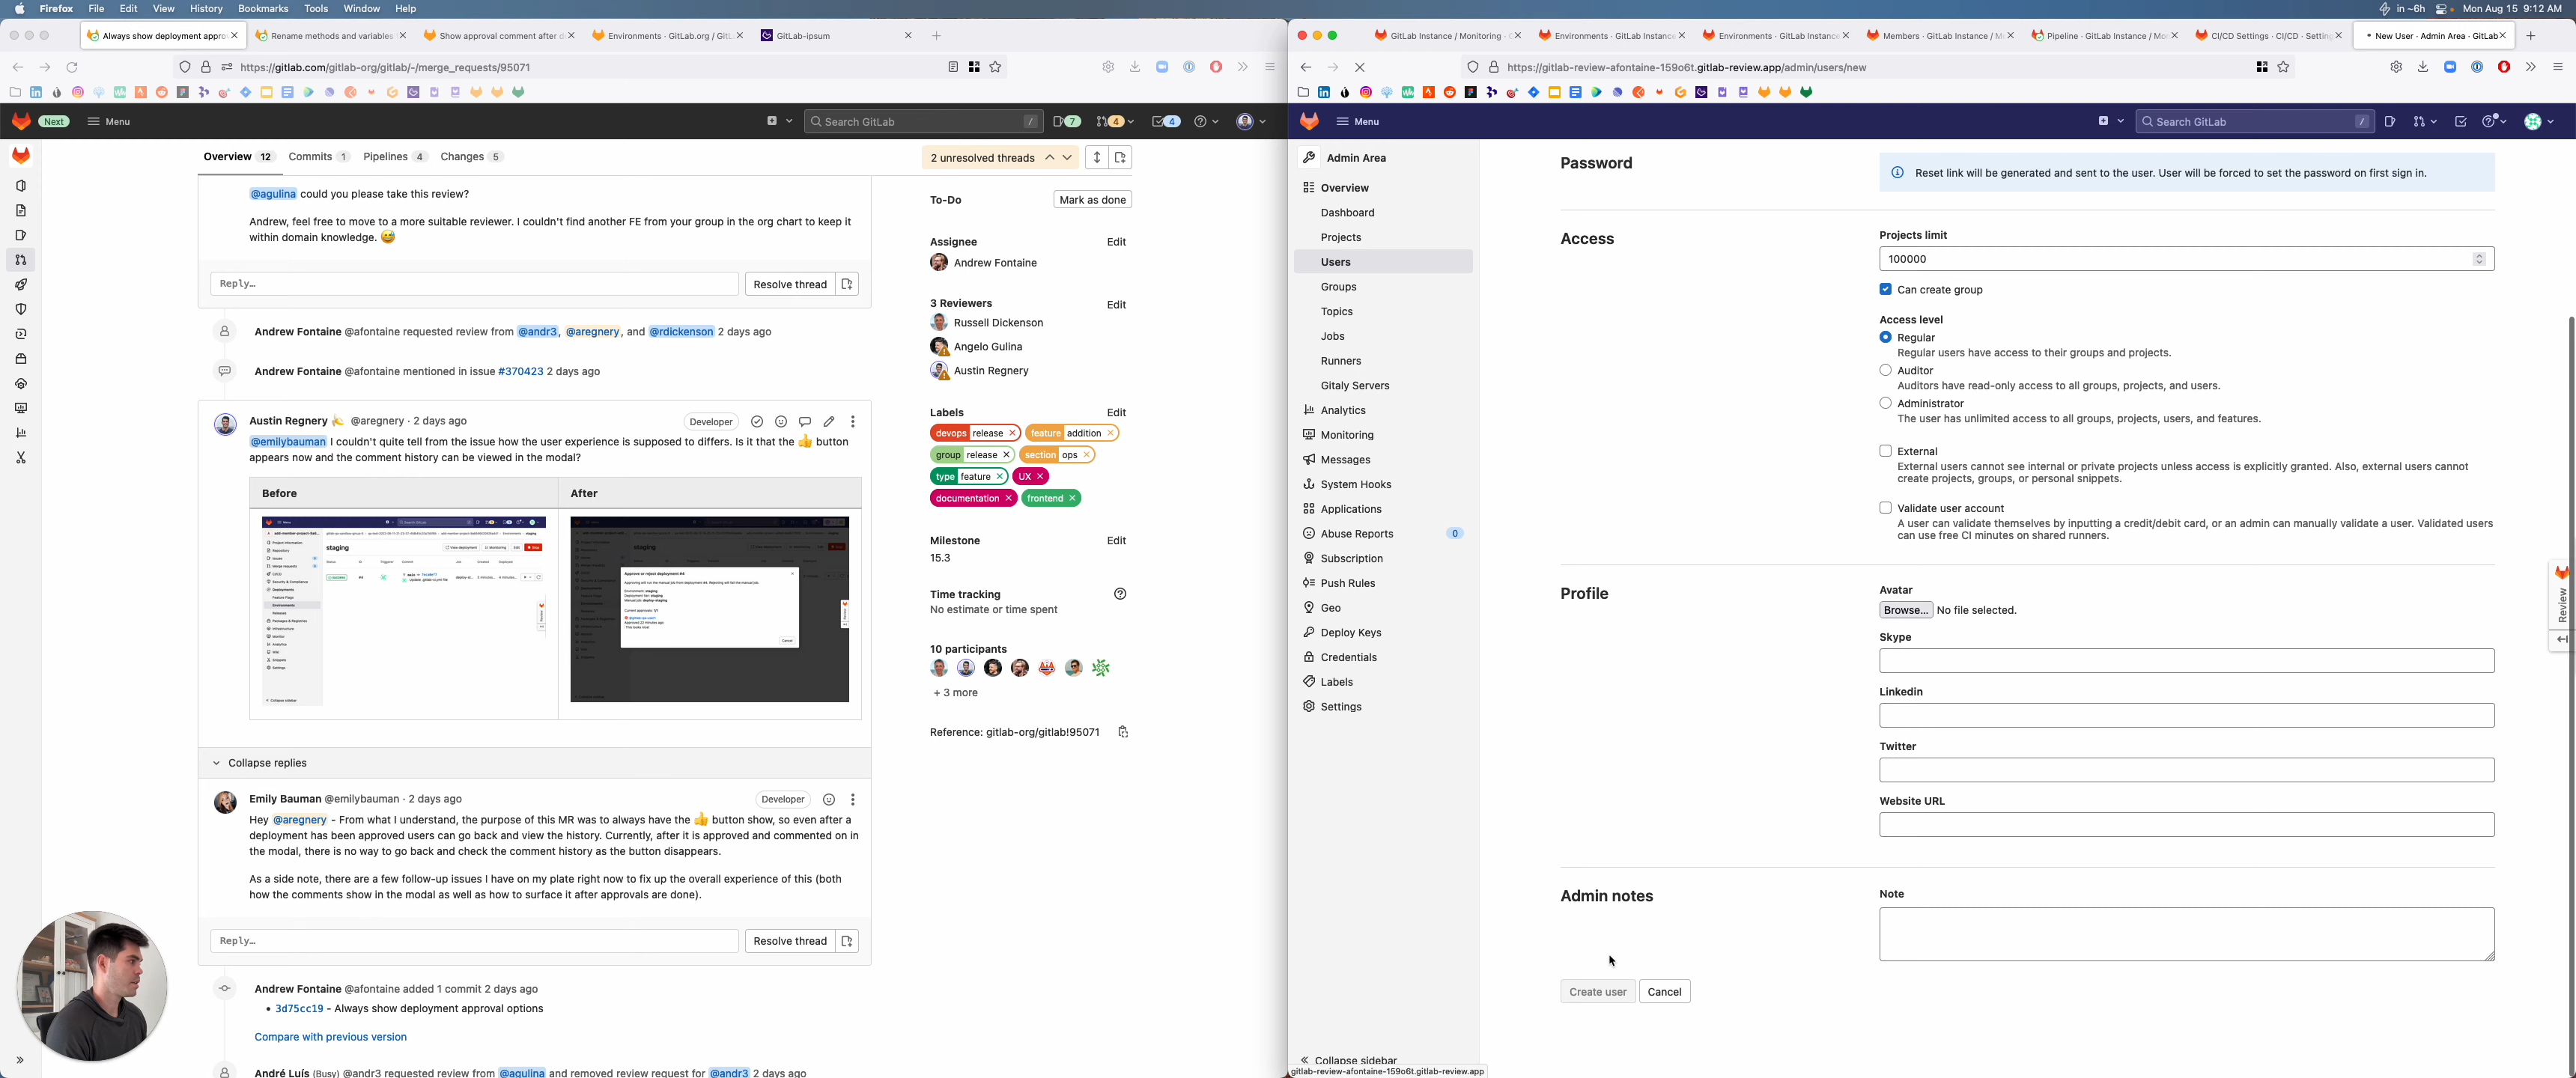 Firefox File Edit View History Bookmarks Tools Window Help
in ~6h Mon Aug 15 9:12 AM
Always show deployment appro
Rename methods and variables
Show approval comment after d
Environments · GitLab.org / GitL
GitLab-ipsum
https://gitlab.com/gitlab-org/gitlab/-/merge_requests/95071
Next Menu
Search GitLab /
7 4 4
Overview 12 Commits 1 Pipelines 4 Changes 5
2 unresolved threads
@agulina could you please take this review?
Andrew, feel free to move to a more suitable reviewer. I couldn't find another FE from your group in the org chart to keep it
within domain knowledge. 😅
Reply…
Resolve thread
Andrew Fontaine @afontaine requested review from @andr3, @aregnery, and @rdickenson 2 days ago
Andrew Fontaine @afontaine mentioned in issue #370423 2 days ago
Austin Regnery 🍌 @aregnery · 2 days ago
Developer
@emilybauman I couldn't quite tell from the issue how the user experience is supposed to differs. Is it that the 👍 button
appears now and the comment history can be viewed in the modal?
Before After
staging
staging
Approve or reject deployment #4
Cancel
Collapse replies
Emily Bauman @emilybauman · 2 days ago
Developer
Hey @aregnery - From what I understand, the purpose of this MR was to always have the 👍 button show, so even after a
deployment has been approved users can go back and view the history. Currently, after it is approved and commented on in
the modal, there is no way to go back and check the comment history as the button disappears.
As a side note, there are a few follow-up issues I have on my plate right now to fix up the overall experience of this (both
how the comments show in the modal as well as how to surface it after approvals are done).
Reply…
Resolve thread
Andrew Fontaine @afontaine added 1 commit 2 days ago
• 3d75cc19 - Always show deployment approval options
Compare with previous version
André Luís (Busy) @andr3 requested review from @agulina and removed review request for @andr3 2 days ago
To-Do
Mark as done
Assignee Edit
Andrew Fontaine
3 Reviewers Edit
Russell Dickenson
Angelo Gulina
Austin Regnery
Labels Edit
devops release feature addition
group release section ops
type feature UX
documentation frontend
Milestone Edit
15.3
Time tracking
No estimate or time spent
10 participants
+ 3 more
Reference: gitlab-org/gitlab!95071
GitLab Instance / Monitoring ·
Environments · GitLab Instance
Environments · GitLab Instance
Members · GitLab Instance / M
Pipeline · GitLab Instance / Mo
CI/CD Settings · CI/CD · Setting
New User · Admin Area · GitLab
https://gitlab-review-afontaine-159o6t.gitlab-review.app/admin/users/new
Menu
Search GitLab /
Admin Area
Overview
Dashboard
Projects
Users
Groups
Topics
Jobs
Runners
Gitaly Servers
Analytics
Monitoring
Messages
System Hooks
Applications
Abuse Reports 0
Subscription
Push Rules
Geo
Deploy Keys
Credentials
Labels
Settings
Collapse sidebar
gitlab-review-afontaine-159o6t.gitlab-review.app
Password
Reset link will be generated and sent to the user. User will be forced to set the password on first sign in.
Access
Projects limit
100000
Can create group
Access level
Regular
Regular users have access to their groups and projects.
Auditor
Auditors have read-only access to all groups, projects, and users.
Administrator
The user has unlimited access to all groups, projects, users, and features.
External
External users cannot see internal or private projects unless access is explicitly granted. Also, external users cannot
create projects, groups, or personal snippets.
Validate user account
A user can validate themselves by inputting a credit/debit card, or an admin can manually validate a user. Validated users
can use free CI minutes on shared runners.
Profile
Avatar
Browse... No file selected.
Skype
Linkedin
Twitter
Website URL
Admin notes
Note
Create user Cancel
Review